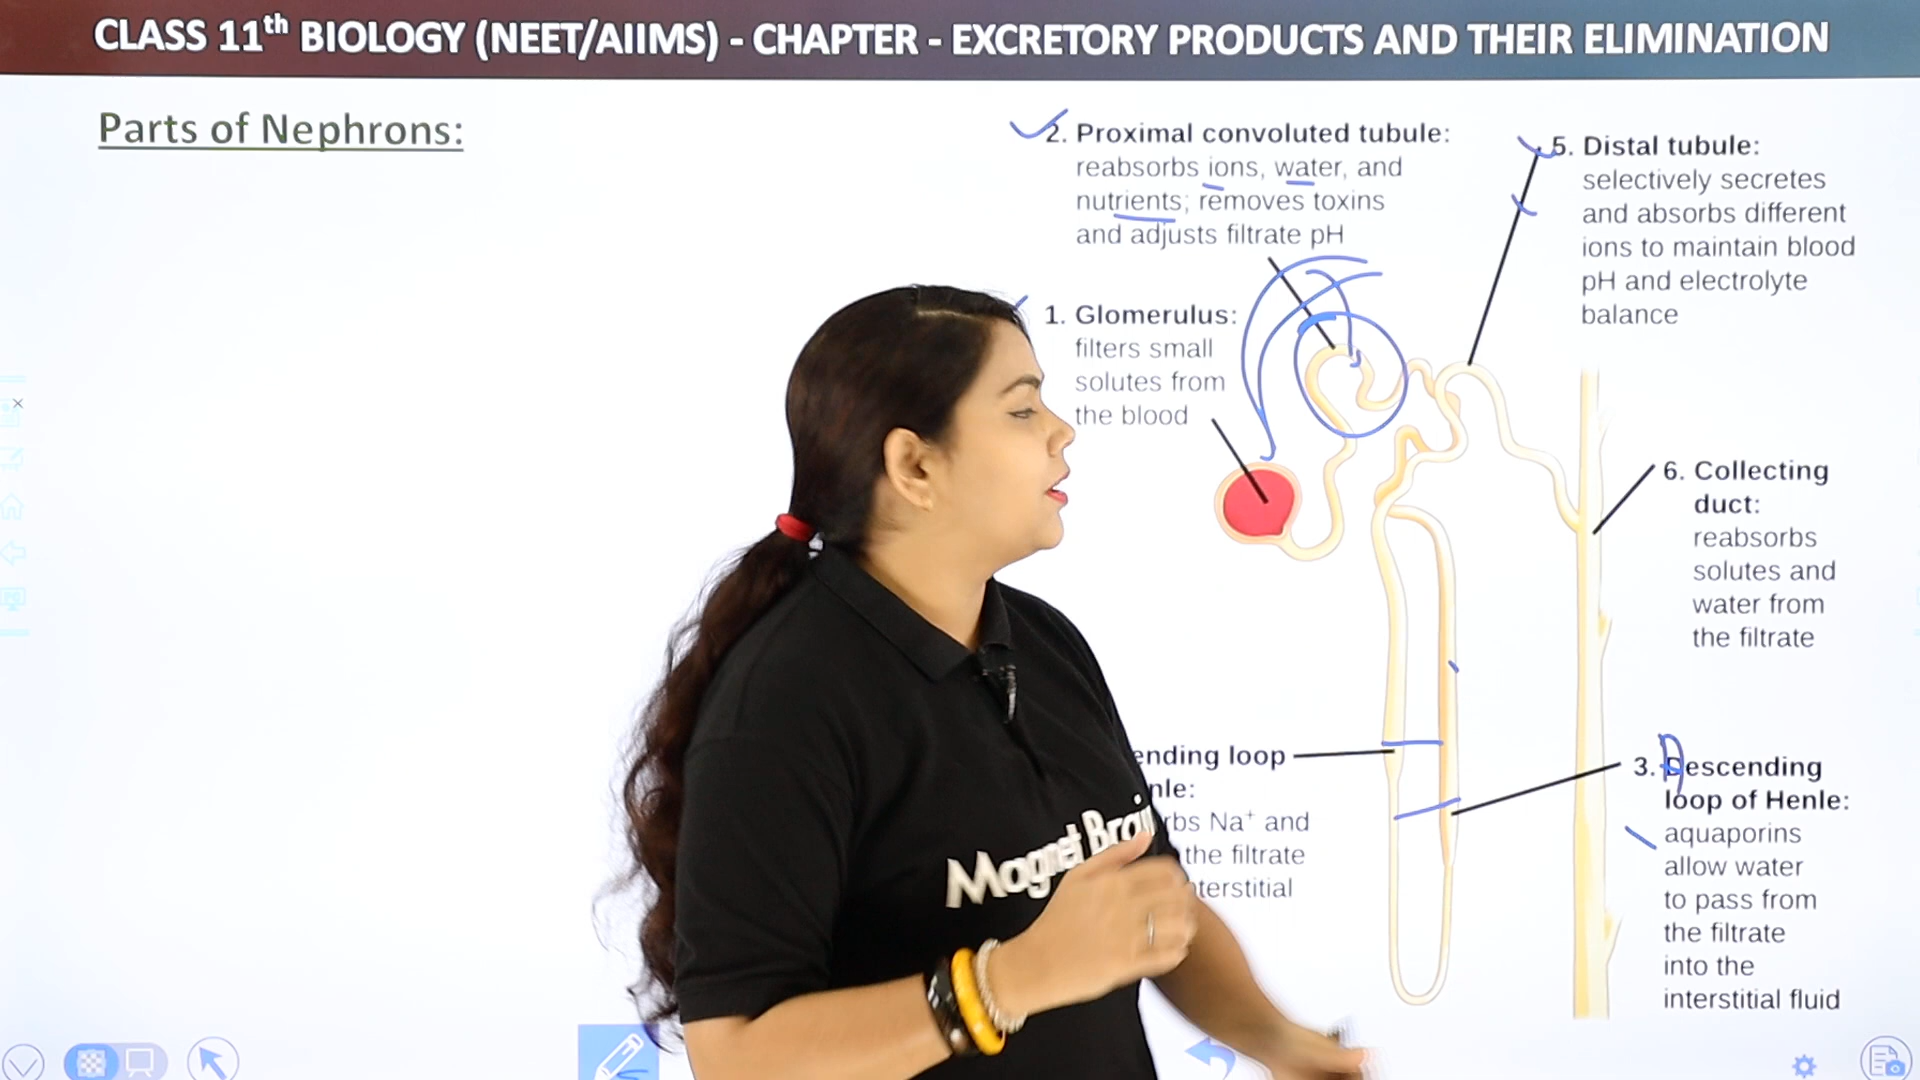 CLASS 11th BIOLOGY (NEET/AIIMS) - CHAPTER - EXCRETORY PRODUCTS AND THEIR ELIMINATION
Parts of Nephrons:
2. Proximal convoluted tubule:
reabsorbs ions, water, and
nutrients; removes toxins
and adjusts filtrate pH
5. Distal tubule:
selectively secretes
and absorbs different
ions to maintain blood
pH and electrolyte
balance
1. Glomerulus:
filters small
solutes from
the blood
6. Collecting
duct:
reabsorbs
solutes and
water from
the filtrate
ending loop
nle:
rbs Na⁺ and
the filtrate
nterstitial
3. Descending
loop of Henle:
aquaporins
allow water
to pass from
the filtrate
into the
interstitial fluid
Magnet Brai